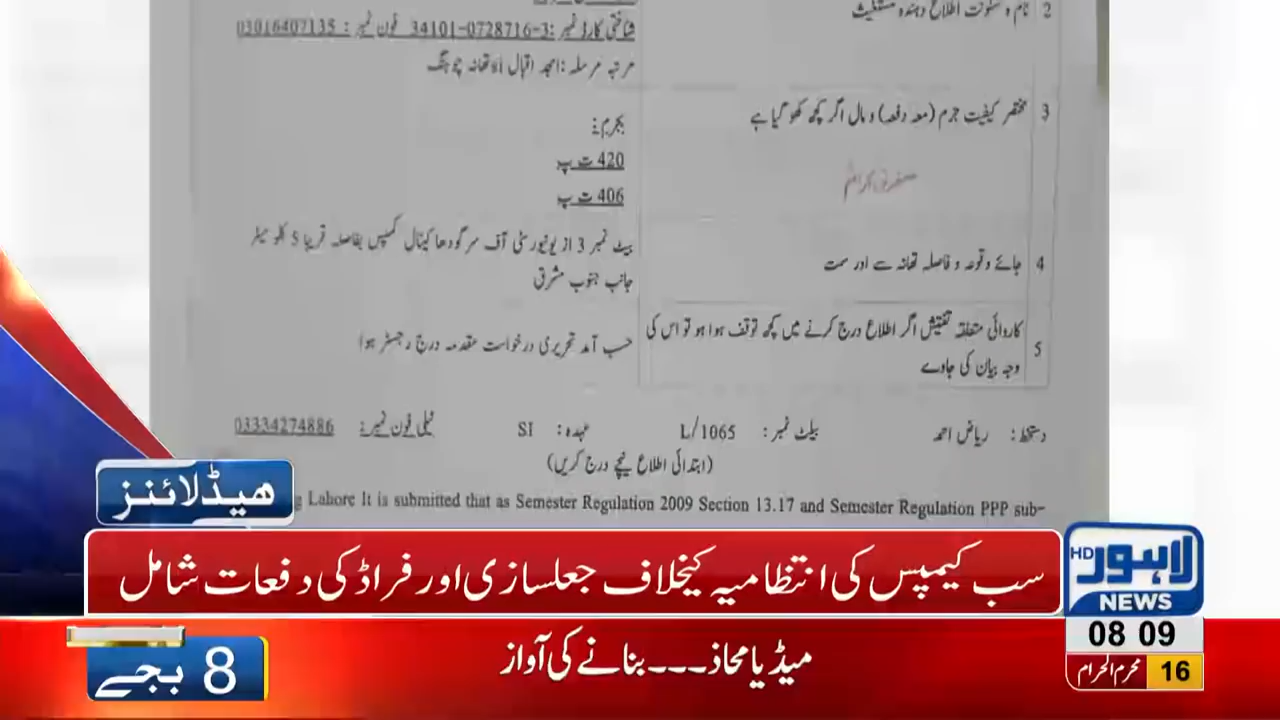 2 نام و سکونت اطلاع دہندہ مستغیث
شناختی کارڈ نمبر :3-0728716-34101 فون نمبر : 03016407135
مرتبہ مرسلہ :امجد اقبال تھانہ چوہنگ
3 مختصر کیفیت جرم (معہ دفعہ) و مال اگر کچھ کھو گیا ہے
بجرم:
420 ت پ
406 ت پ
4 جائے وقوعہ و فاصلہ تھانہ سے اور سمت
بیٹ نمبر 3 از یونیورسٹی آف سرگودھا کینال کیمپس بفاصلہ قریبا 5 کلو میٹر
جانب جنوب مشرق
5 کاروائی متعلقہ تفتیش اگر اطلاع درج کرنے میں کچھ توقف ہوا ہو تو اس کی
وجہ بیان کی جاوے
حسب آمد تحریری درخواست مقدمہ درج رجسٹر ہوا
دستخط: ریاض احمد بیلٹ نمبر: L/1065 عہدہ: SI ٹیلی فون نمبر: 03334274886
(ابتدائی اطلاع نیچے درج کریں)
Lahore It is submitted that as Semester Regulation 2009 Section 13.17 and Semester Regulation PPP sub-
ھیڈلائنز
سب کیمپس کی انتظامیہ کیخلاف جعلسازی اور فراڈ کی دفعات شامل
لاہور HD
NEWS
08 09
16 محرم الحرام
میڈیا محاذ۔۔۔ بنانے کی آواز
8 بجے